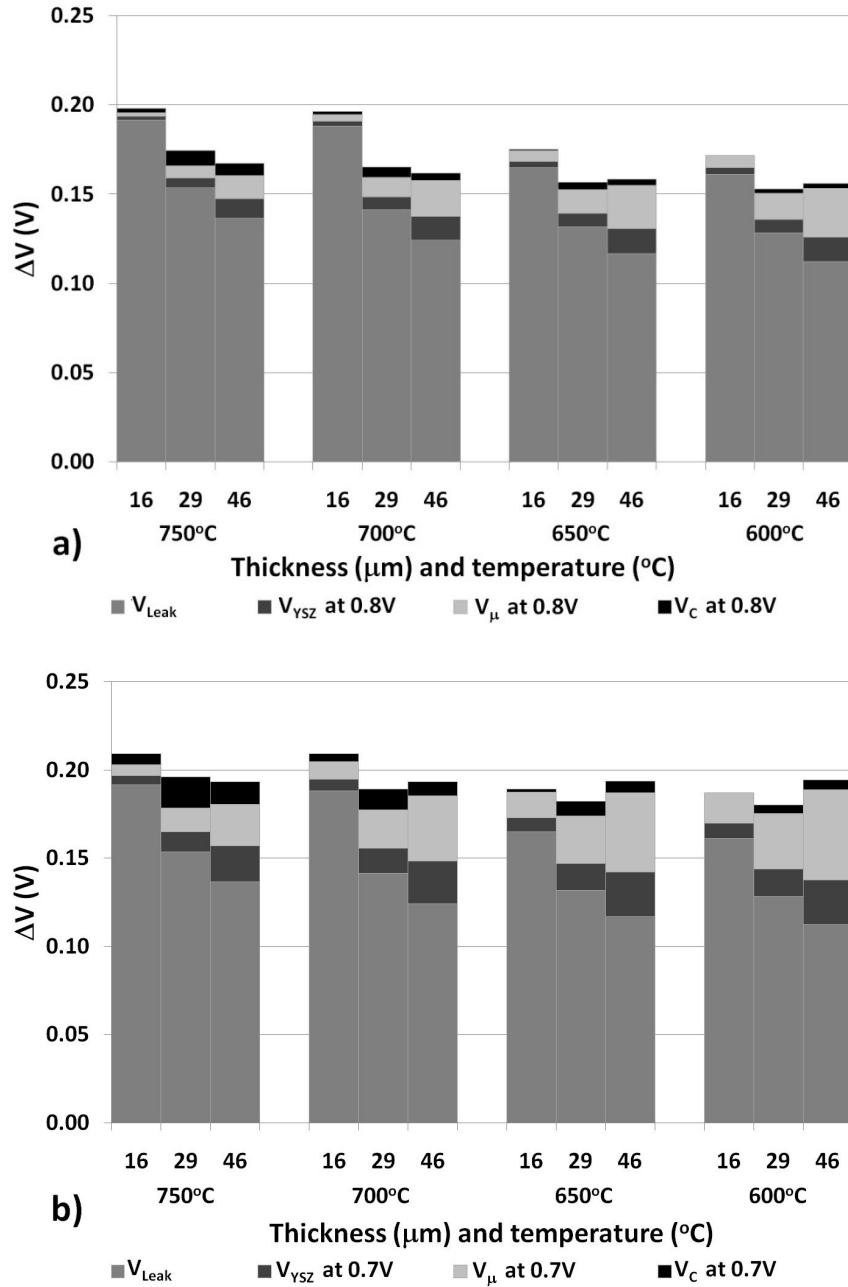 0.25
0.20
0.15
0.10
0.05
0.00
ΔV (V)
16 29 46 16 29 46 16 29 46 16 29 46
750°C 700°C 650°C 600°C
a)
Thickness (μm) and temperature (°C)
V_Leak V_YSZ at 0.8V V_μ at 0.8V V_C at 0.8V
0.25
0.20
0.15
0.10
0.05
0.00
ΔV (V)
16 29 46 16 29 46 16 29 46 16 29 46
750°C 700°C 650°C 600°C
b)
Thickness (μm) and temperature (°C)
V_Leak V_YSZ at 0.7V V_μ at 0.7V V_C at 0.7V